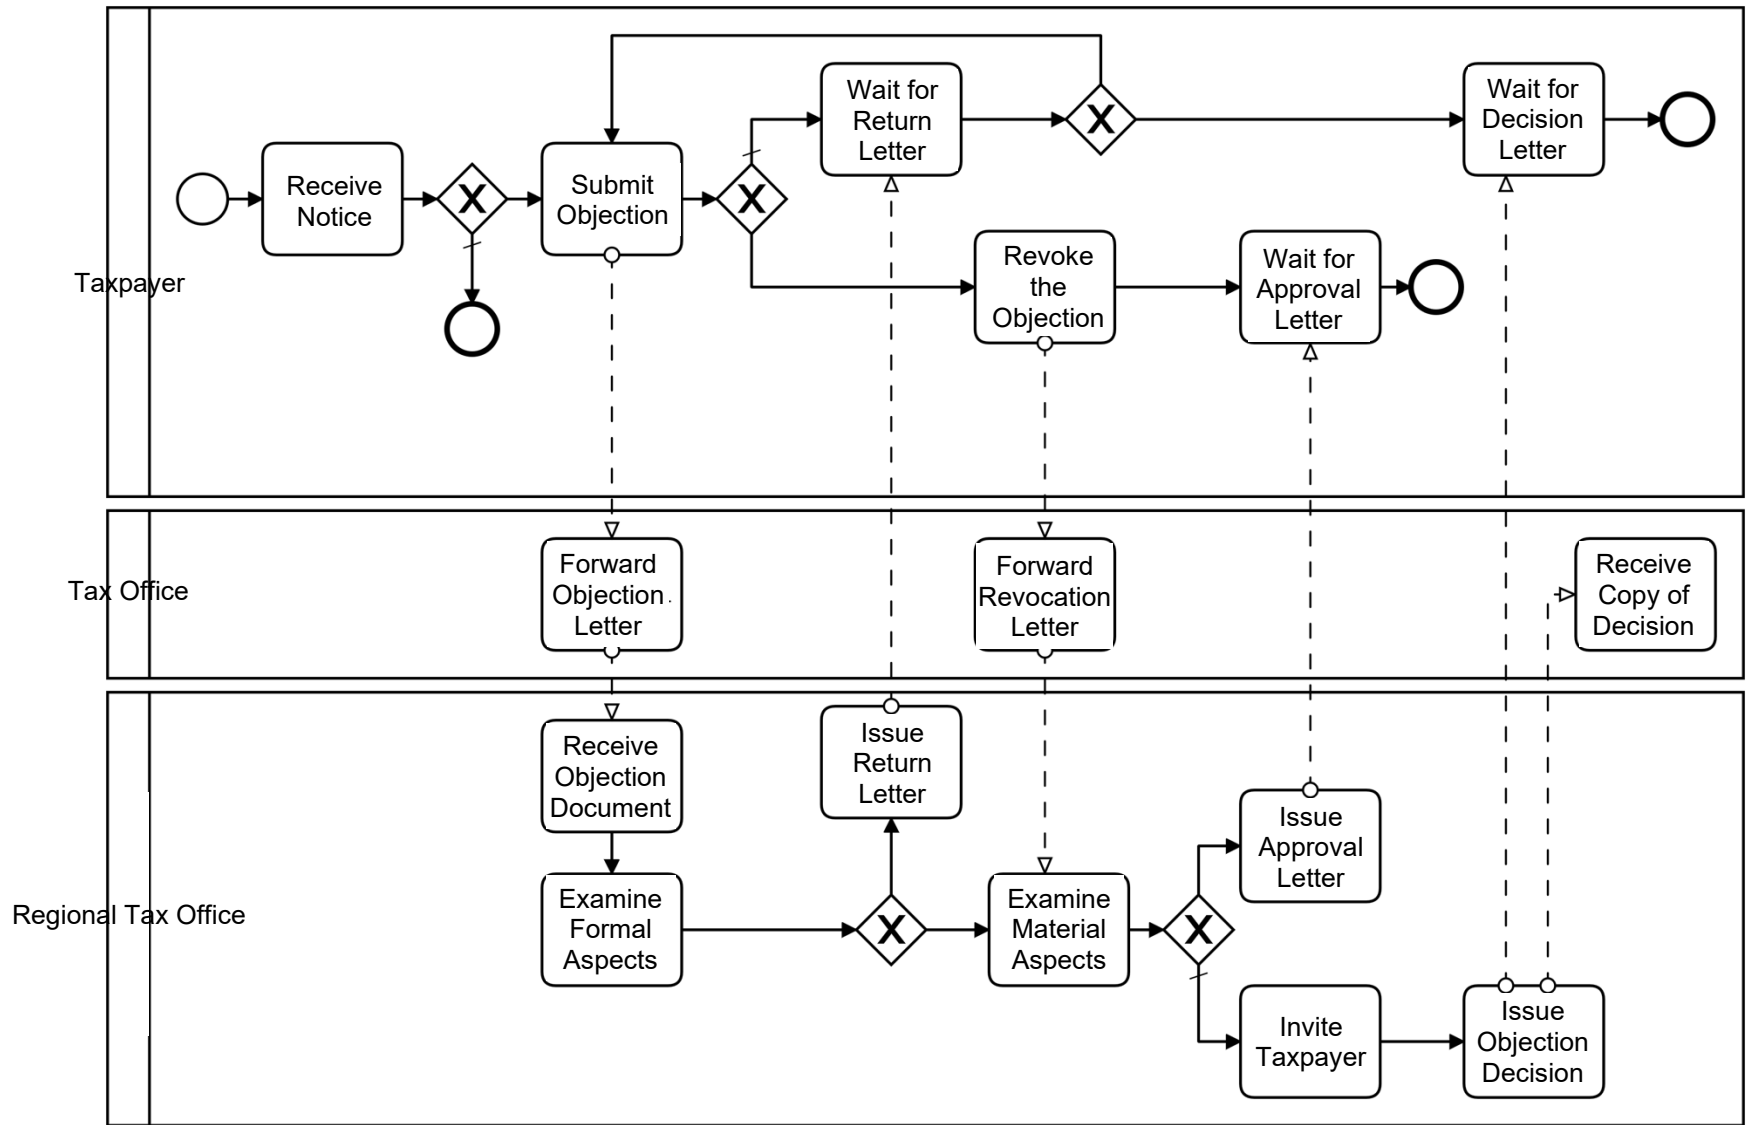 Taxpayer
Receive
Notice
X
Submit
Objection
X
Wait for
Return
Letter
X
Wait for
Decision
Letter
Revoke
the
Objection
Wait for
Approval
Letter
Tax Office
Forward
Objection
Letter
Forward
Revocation
Letter
Receive
Copy of
Decision
Regional Tax Office
Receive
Objection
Document
Examine
Formal
Aspects
Issue
Return
Letter
X
Examine
Material
Aspects
X
Issue
Approval
Letter
Invite
Taxpayer
Issue
Objection
Decision